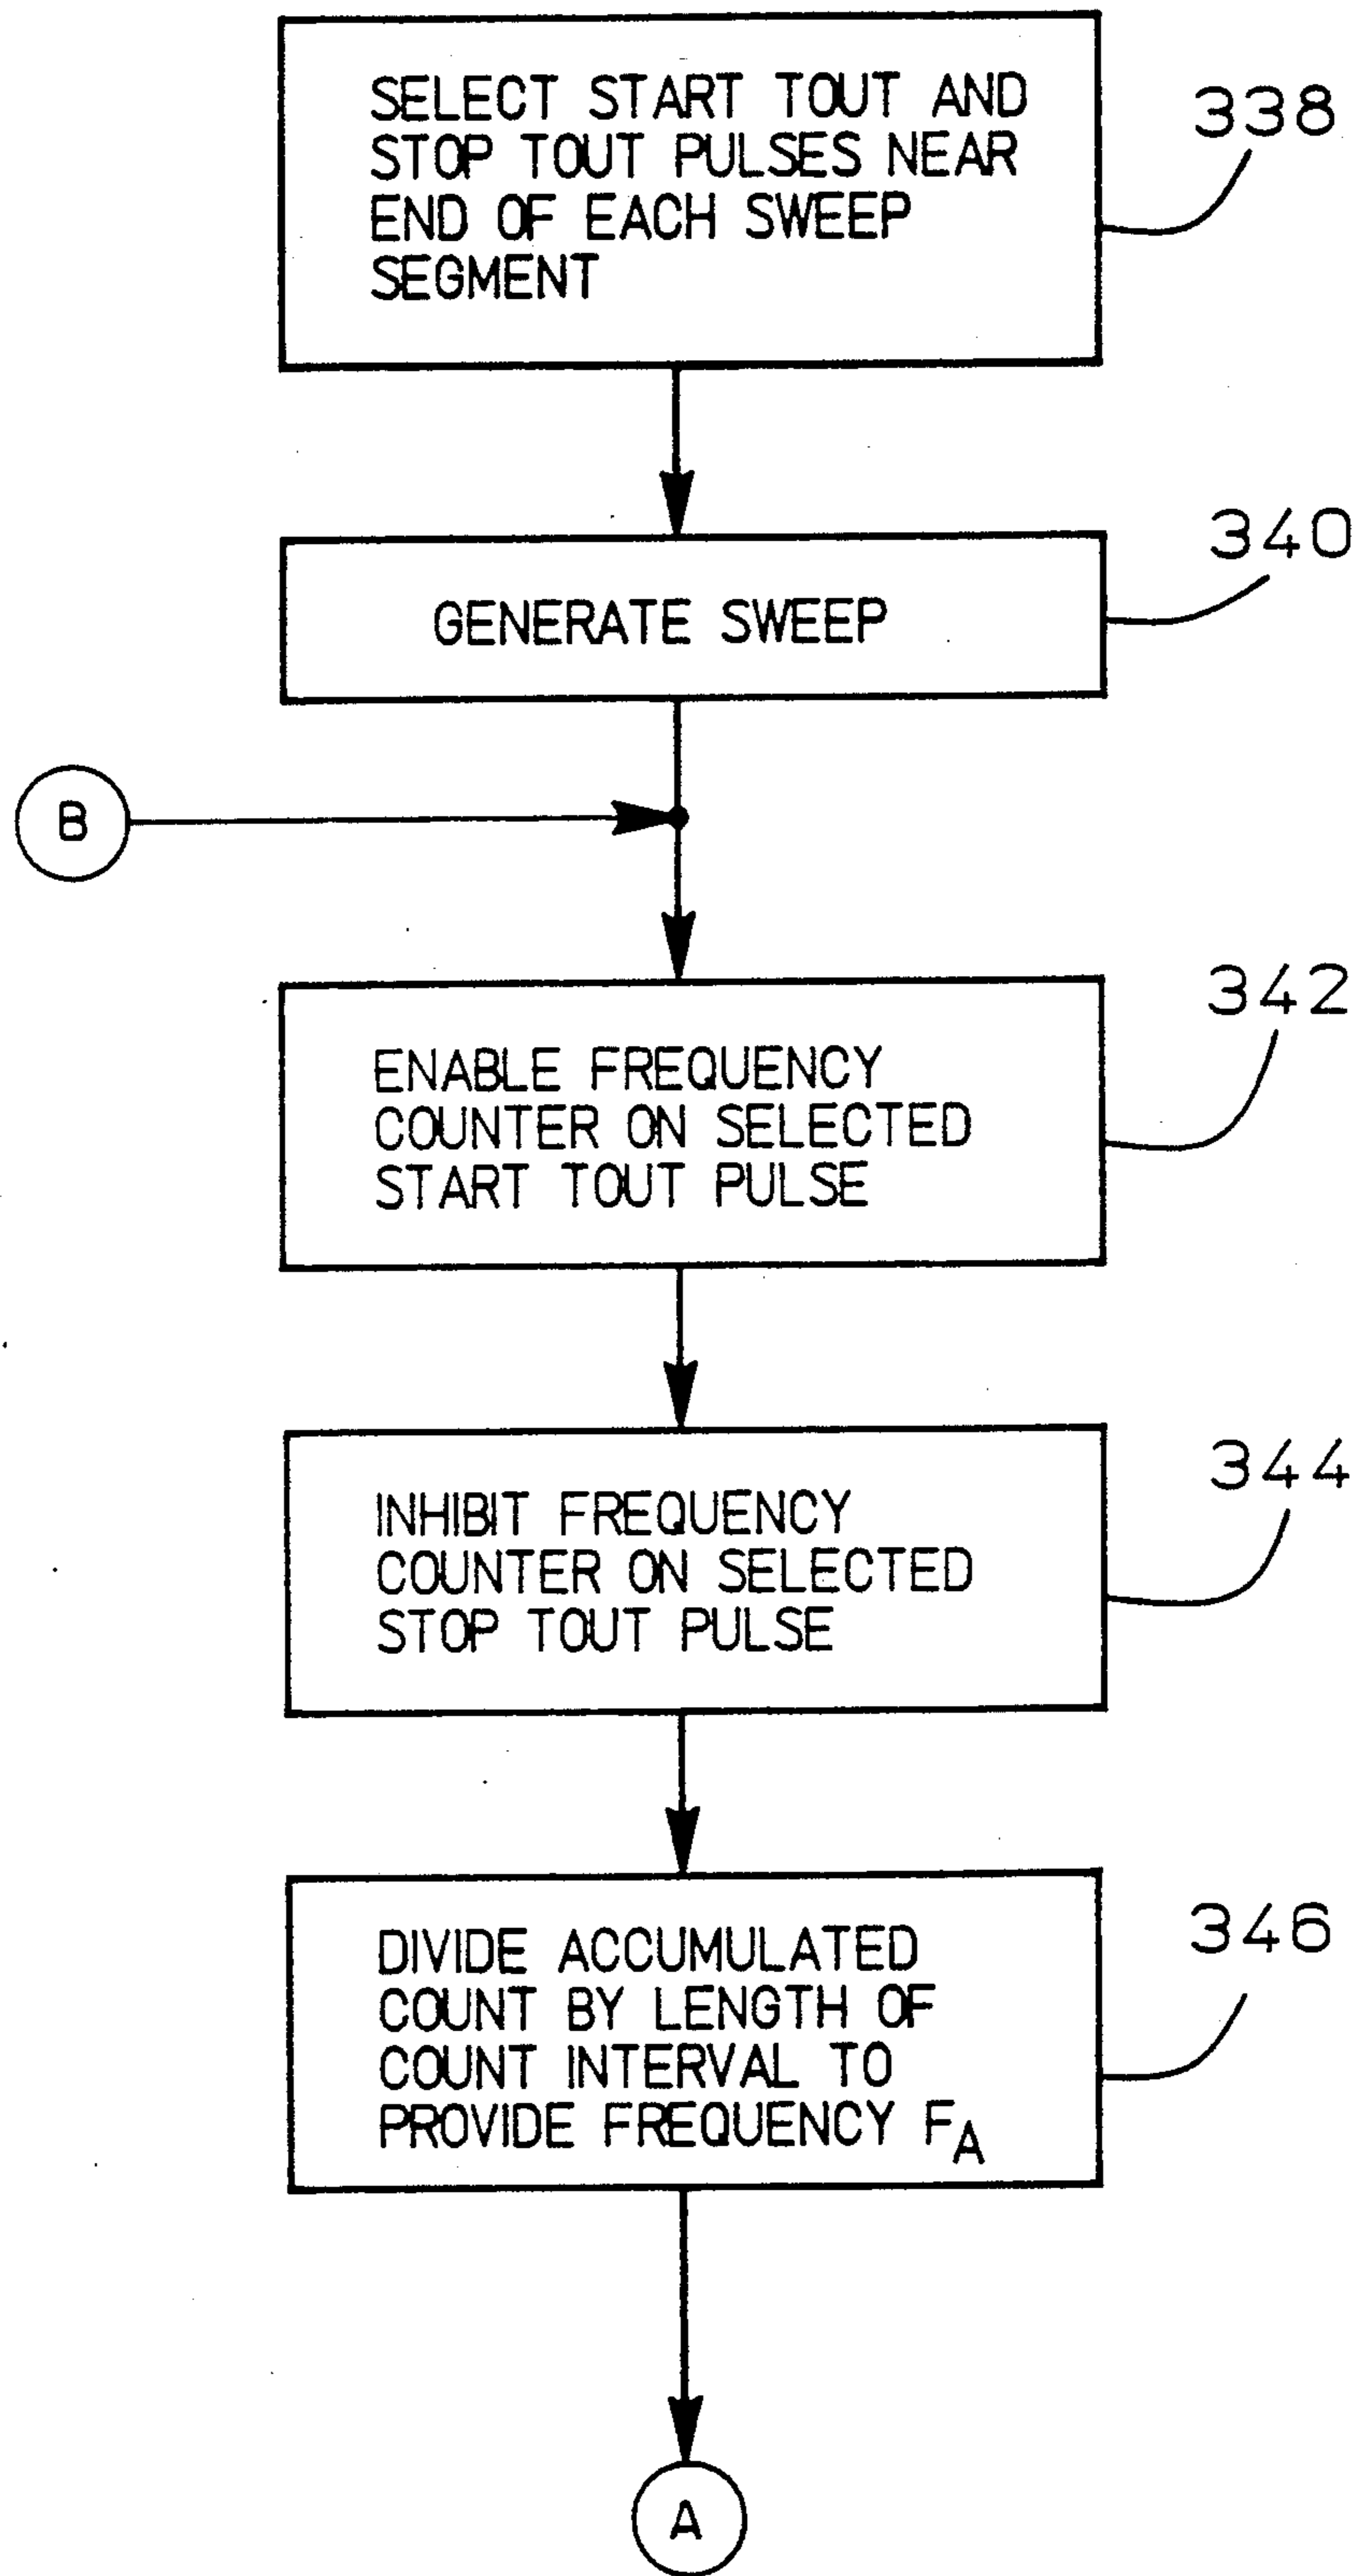 SELECT START TOUT AND
STOP TOUT PULSES NEAR
END OF EACH SWEEP
SEGMENT
338
GENERATE SWEEP
340
B
ENABLE FREQUENCY
COUNTER ON SELECTED
START TOUT PULSE
342
INHIBIT FREQUENCY
COUNTER ON SELECTED
STOP TOUT PULSE
344
DIVIDE ACCUMULATED
COUNT BY LENGTH OF
COUNT INTERVAL TO
PROVIDE FREQUENCY FA
346
A